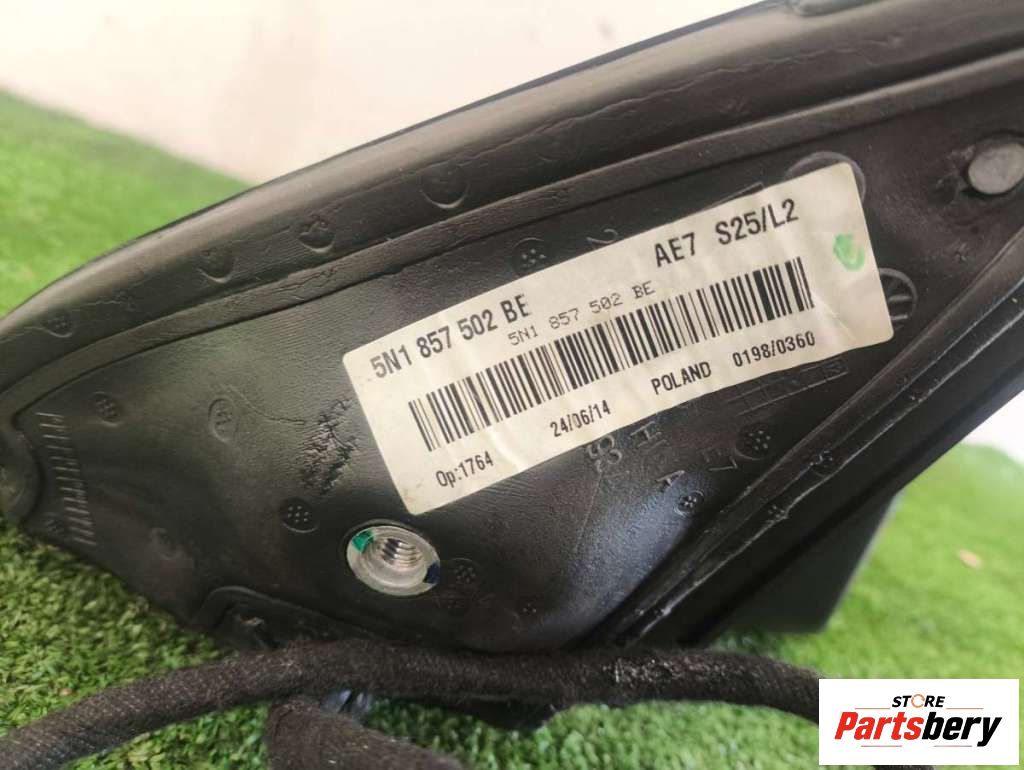 AE7 S25/L2
5N1 857 502 BE
5N1 857 502 BE
Op:1764 24/06/14 POLAND 0198/0360
STORE
Partsbery